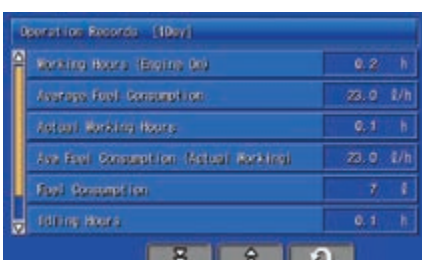 Operation Records [1Day]
Working Hours (Engine On) 0.2 h
Average Fuel Consumption 23.0 ℓ/h
Actual Working Hours 0.1 h
Ave Fuel Consumption (Actual Working) 23.0 ℓ/h
Fuel Consumption 7 ℓ
Idling Hours 0.1 h